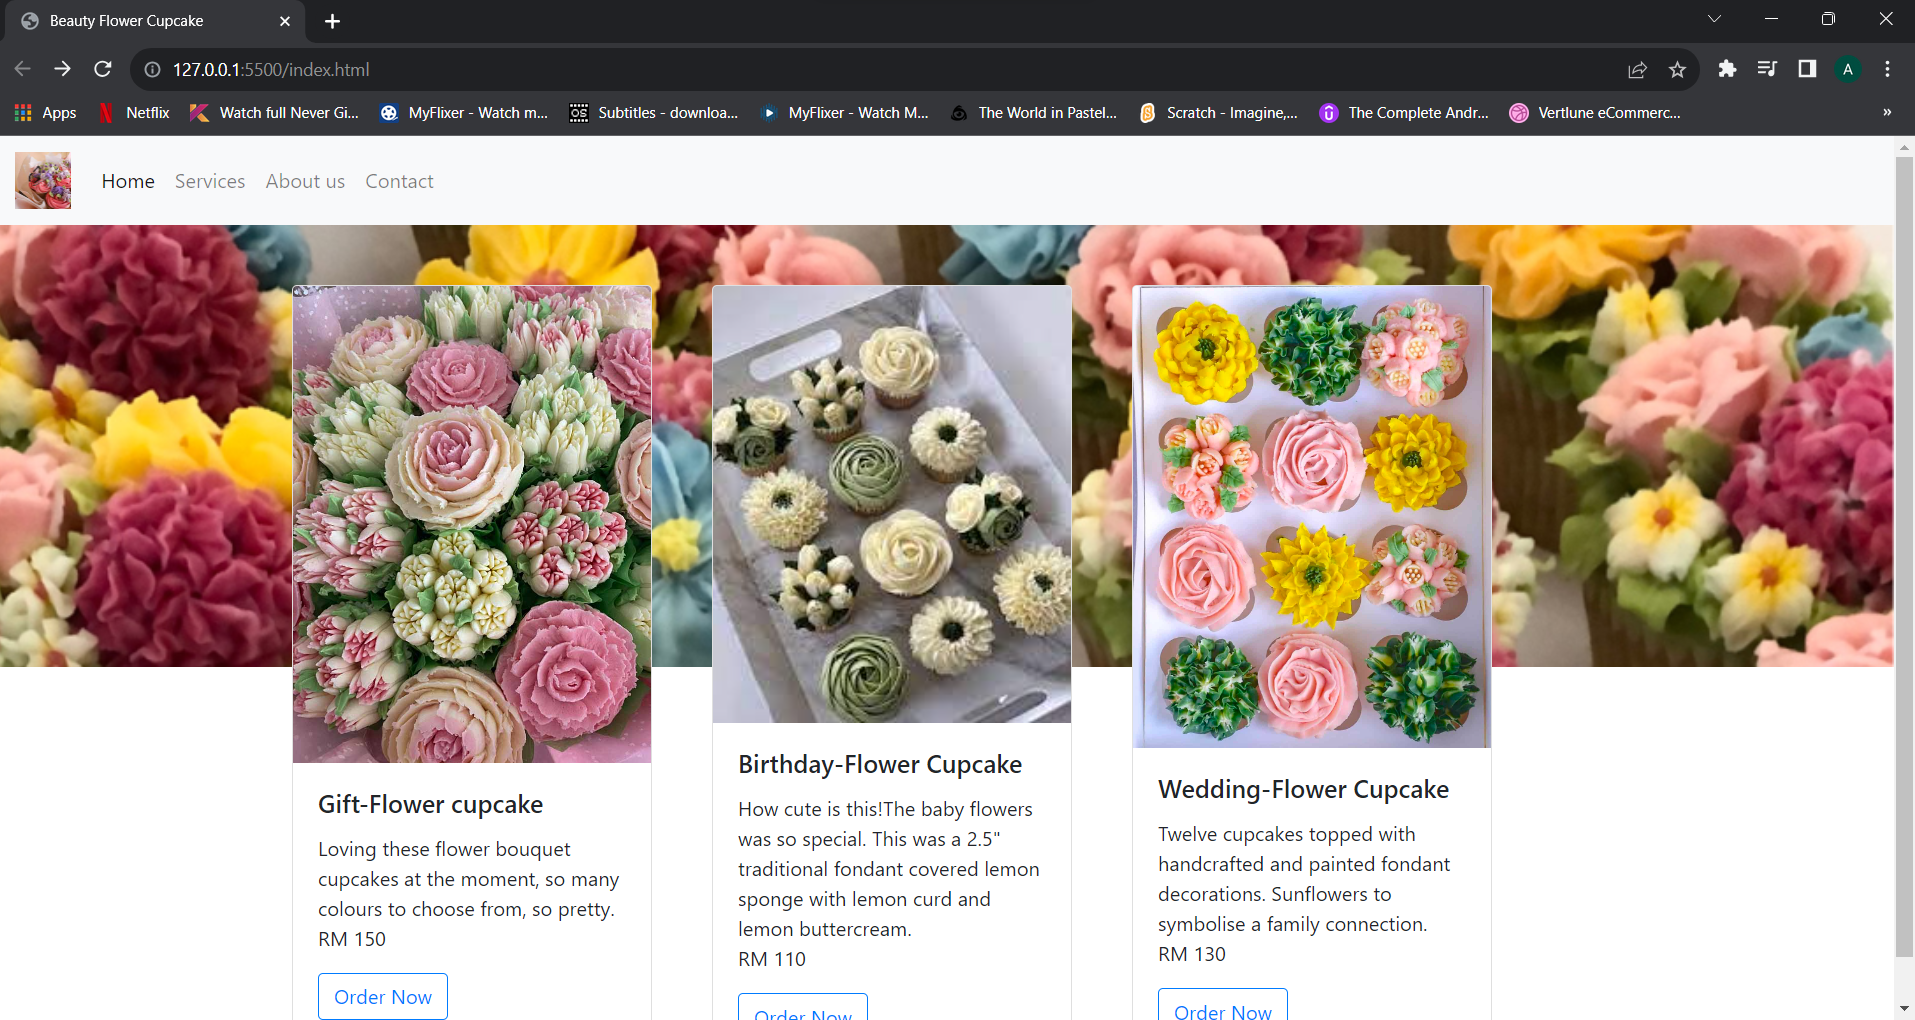 Beauty Flower Cupcake
127.0.0.1:5500/index.html
A
Apps
Netflix
Watch full Never Gi...
MyFlixer - Watch m...
OS
Subtitles - downloa...
MyFlixer - Watch M...
The World in Pastel...
Scratch - Imagine,...
The Complete Andr...
Vertlune eCommerc...
»
Home
Services
About us
Contact
Gift-Flower cupcake
Loving these flower bouquet
cupcakes at the moment, so many
colours to choose from, so pretty.
RM 150
Order Now
Birthday-Flower Cupcake
How cute is this!The baby flowers
was so special. This was a 2.5"
traditional fondant covered lemon
sponge with lemon curd and
lemon buttercream.
RM 110
Order Now
Wedding-Flower Cupcake
Twelve cupcakes topped with
handcrafted and painted fondant
decorations. Sunflowers to
symbolise a family connection.
RM 130
Order Now